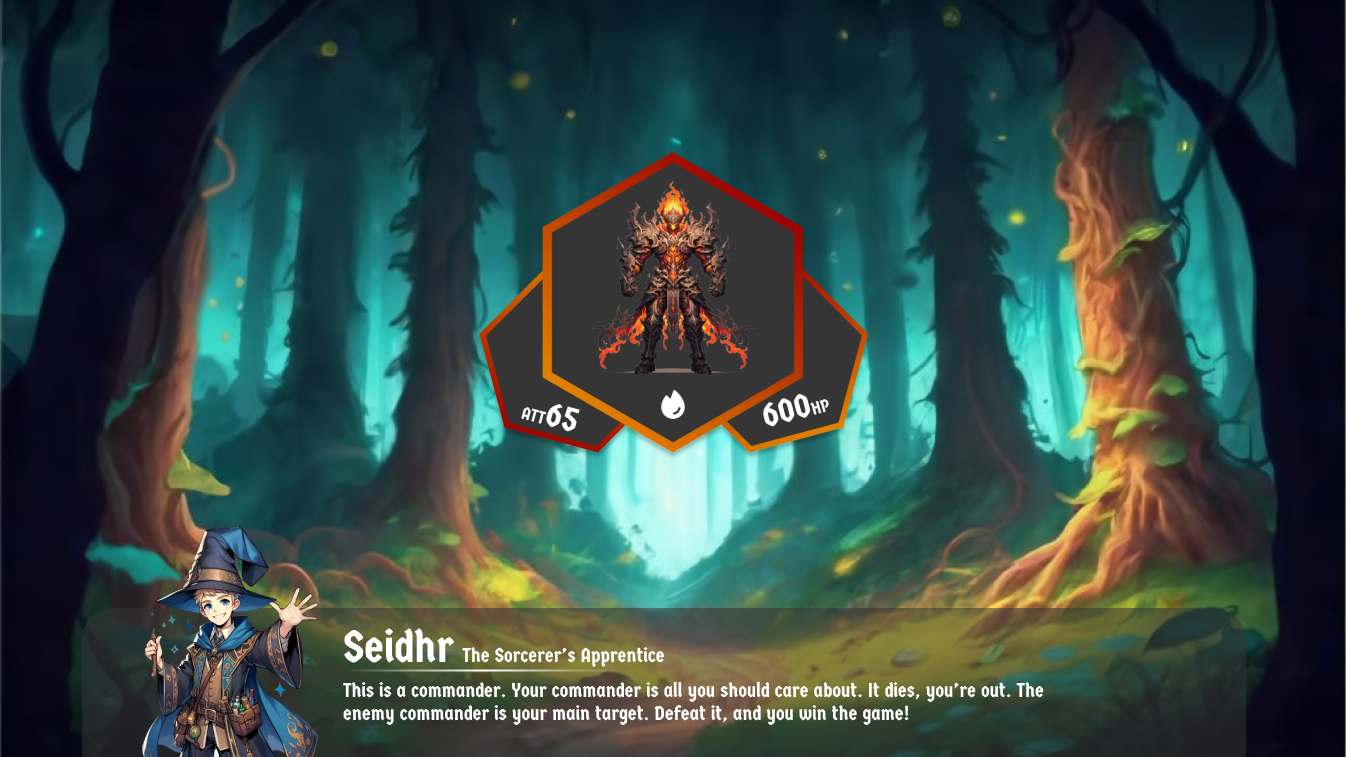 ATT65
600HP
Seidhr The Sorcerer's Apprentice
This is a commander. Your commander is all you should care about. It dies, you're out. The
enemy commander is your main target. Defeat it, and you win the game!